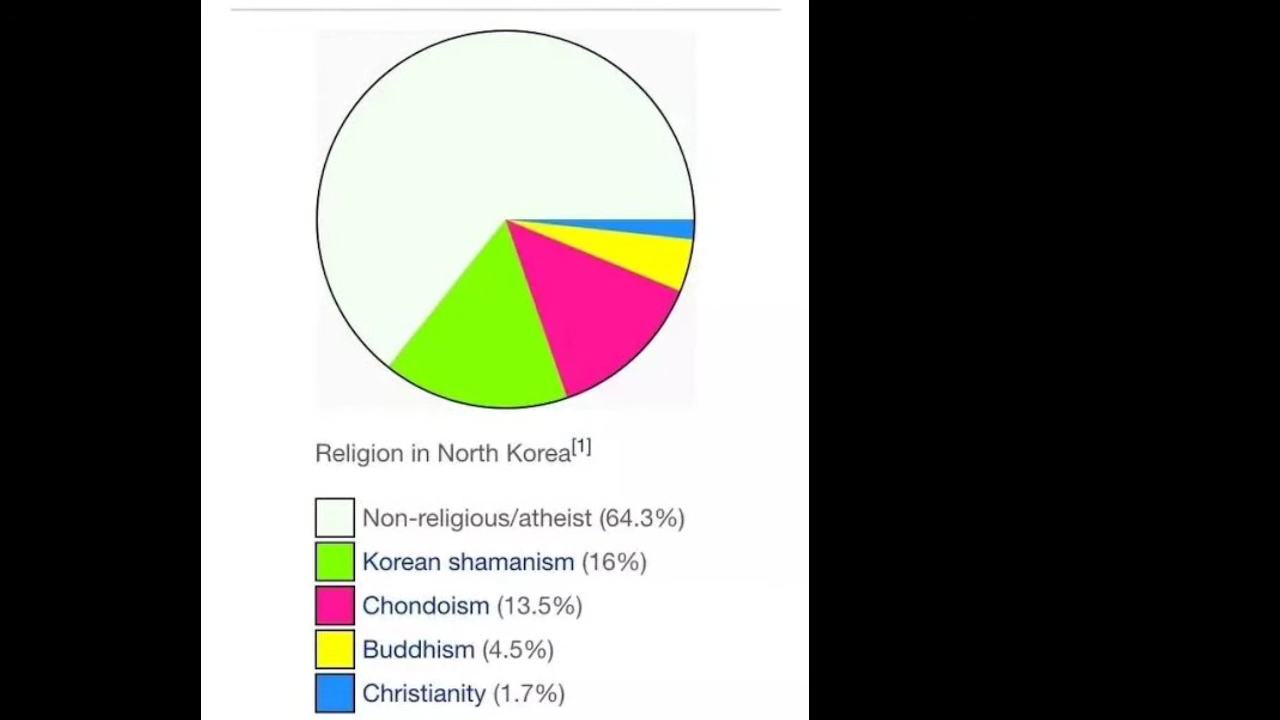 Religion in North Korea[1]
Non-religious/atheist (64.3%)
Korean shamanism (16%)
Chondoism (13.5%)
Buddhism (4.5%)
Christianity (1.7%)